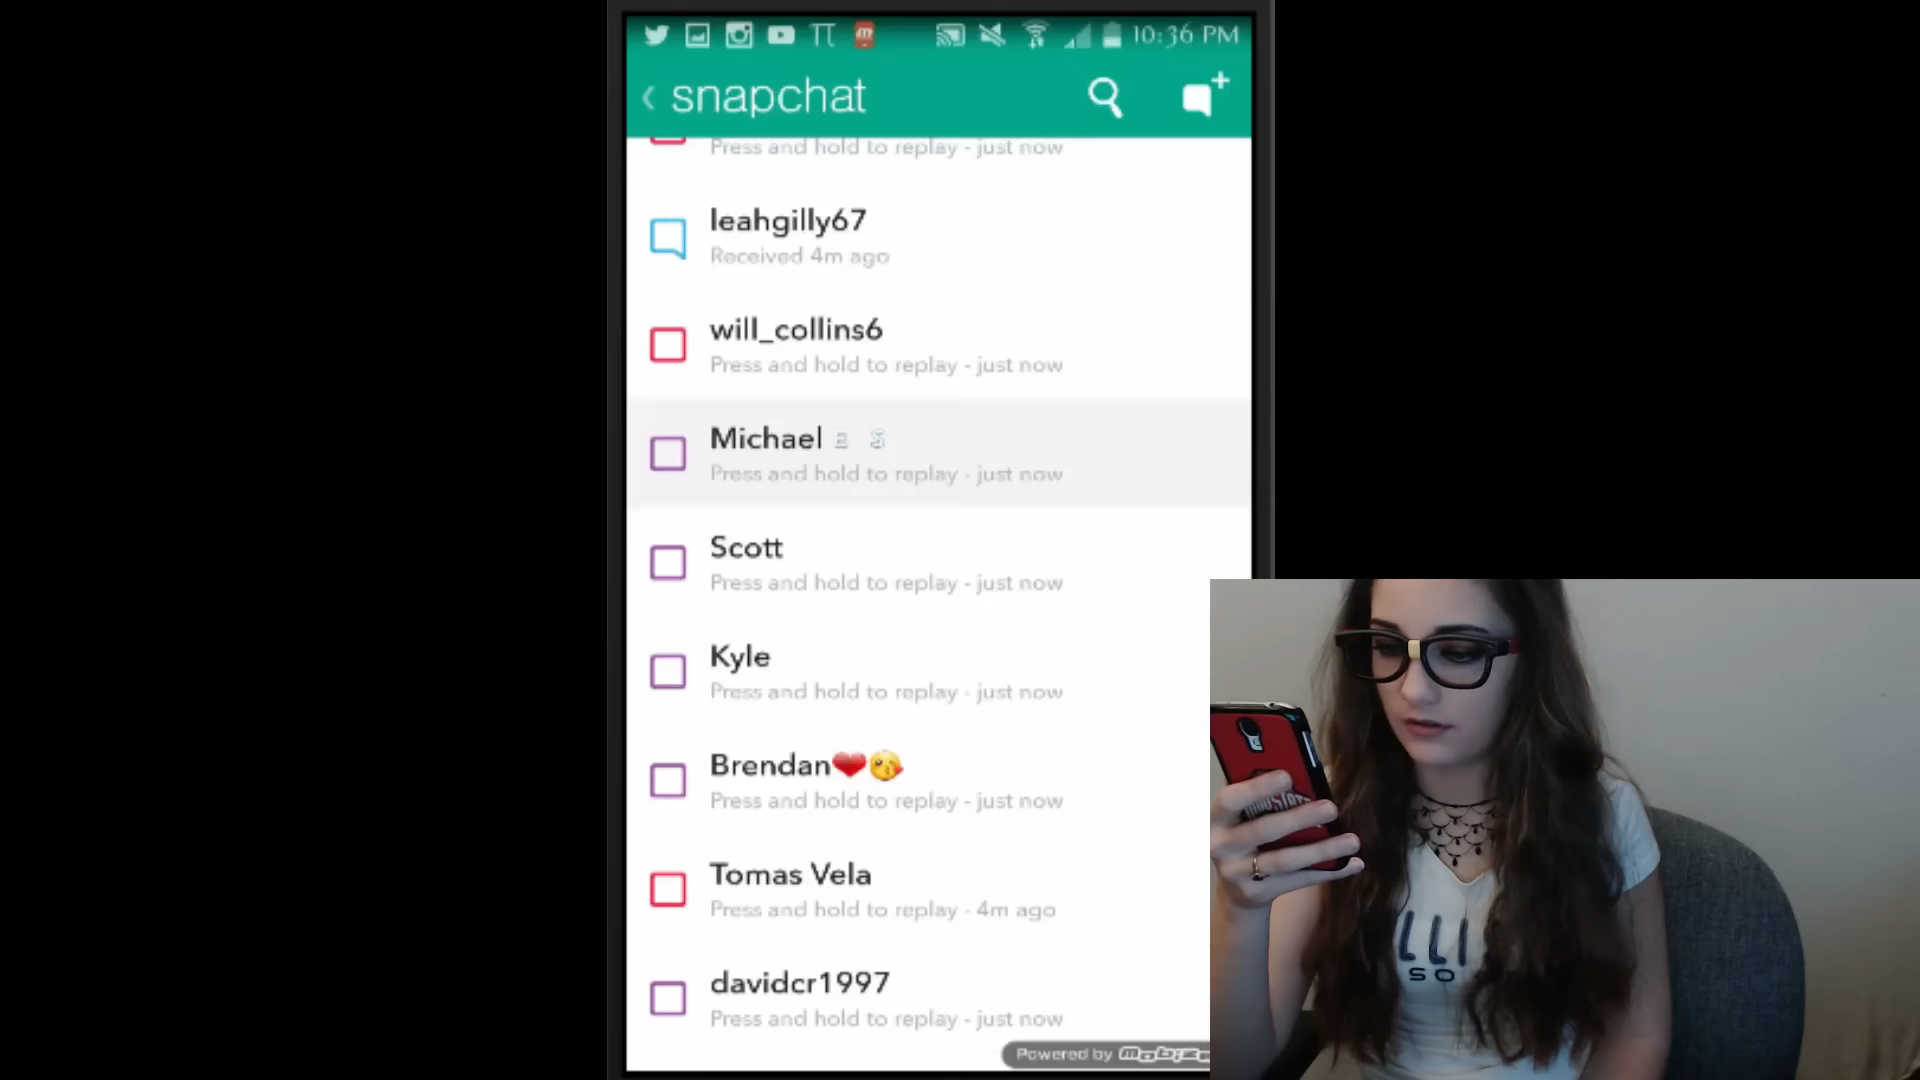 10:36 PM
snapchat
Press and hold to replay - just now
leahgilly67
Received 4m ago
will_collins6
Press and hold to replay - just now
Michael
Press and hold to replay - just now
Scott
Press and hold to replay - just now
Kyle
Press and hold to replay - just now
Brendan❤️😘
Press and hold to replay - just now
Tomas Vela
Press and hold to replay - 4m ago
davidcr1997
Press and hold to replay - just now
Powered by
LLI
SO